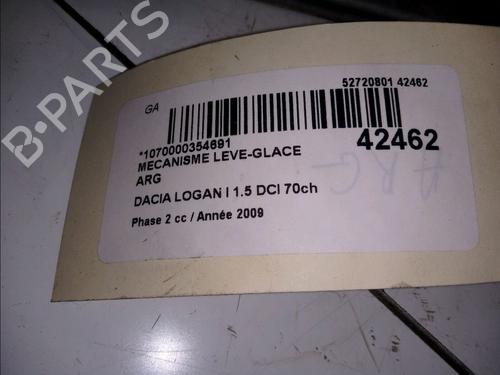 B-PARTS
GA
52720801 42462
*1070000354691
42462
MECANISME LEVE-GLACE
ARG
DACIA LOGAN I 1.5 DCI 70ch
Phase 2 cc / Année 2009
ARG